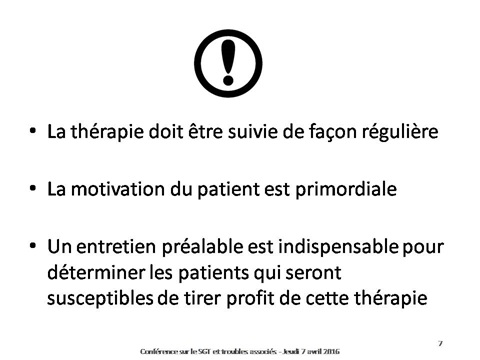 • La thérapie doit être suivie de façon régulière
• La motivation du patient est primordiale
• Un entretien préalable est indispensable pour
déterminer les patients qui seront
susceptibles de tirer profit de cette thérapie
7
Conférence sur le SGT et troubles associés - Jeudi 7 avril 2016